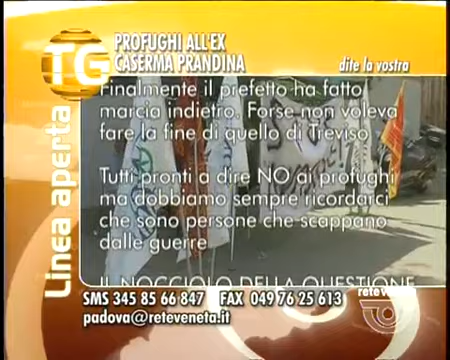 TG
PROFUGHI ALL'EX
CASERMA PRANDINA
dite la vostra
Linea aperta
Finalmente il prefetto ha fatto
marcia indietro. Forse non voleva
fare la fine di quello di Treviso
Tutti pronti a dire NO ai profughi
ma dobbiamo sempre ricordarci
che sono persone che scappano
dalle guerre
IL NOCCIOLO DELLA QUESTIONE
SMS 345 85 66 847 FAX 049 76 25 613
padova@reteveneta.it